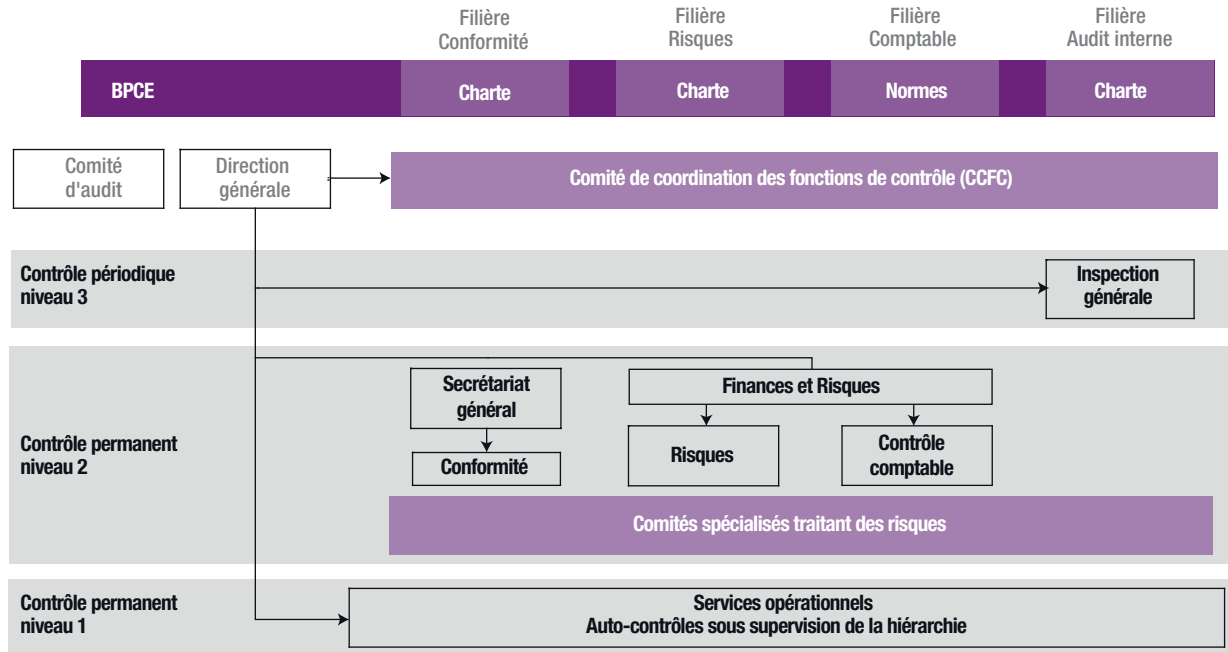 Filière
Conformité
Filière
Risques
Filière
Comptable
Filière
Audit interne
BPCE
Charte
Charte
Normes
Charte
Comité
d'audit
Direction
générale
Comité de coordination des fonctions de contrôle (CCFC)
Contrôle périodique
niveau 3
Inspection
générale
Contrôle permanent
niveau 2
Secrétariat
général
Finances et Risques
Conformité
Risques
Contrôle
comptable
Comités spécialisés traitant des risques
Contrôle permanent
niveau 1
Services opérationnels
Auto-contrôles sous supervision de la hiérarchie